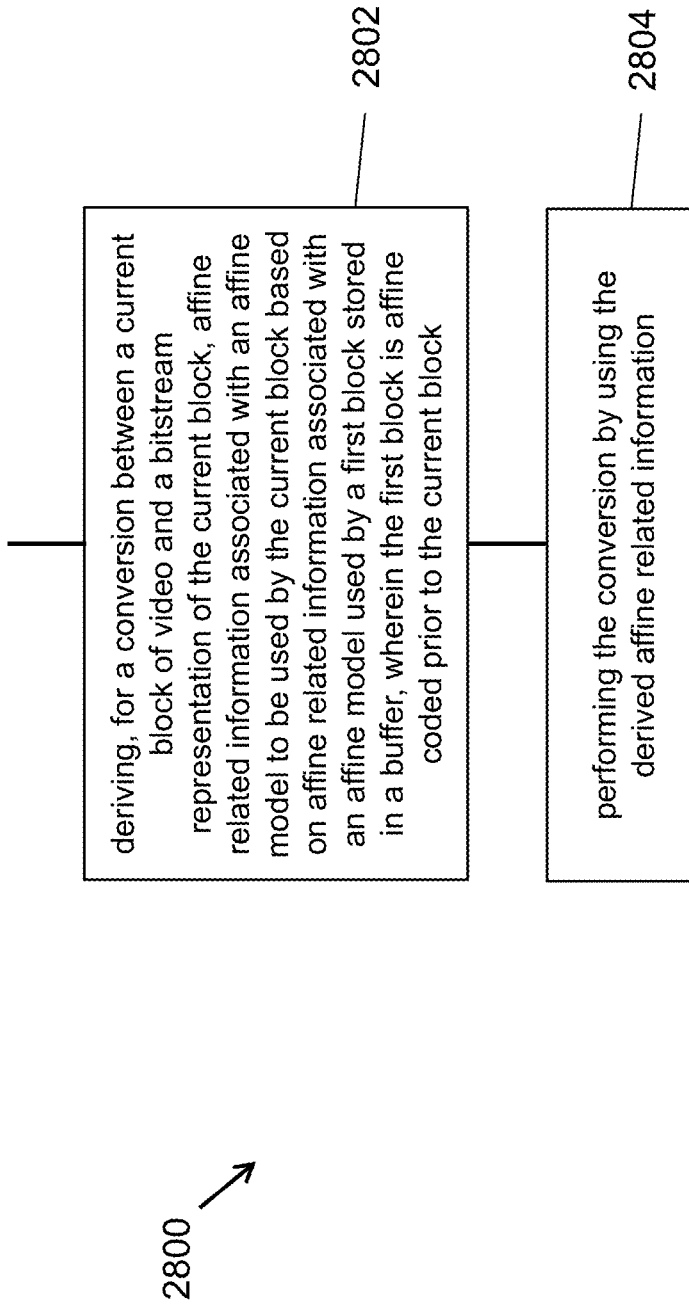 2800
deriving, for a conversion between a current
block of video and a bitstream
representation of the current block, affine
related information associated with an affine
model to be used by the current block based
on affine related information associated with
an affine model used by a first block stored
in a buffer, wherein the first block is affine
coded prior to the current block
2802
performing the conversion by using the
derived affine related information
2804